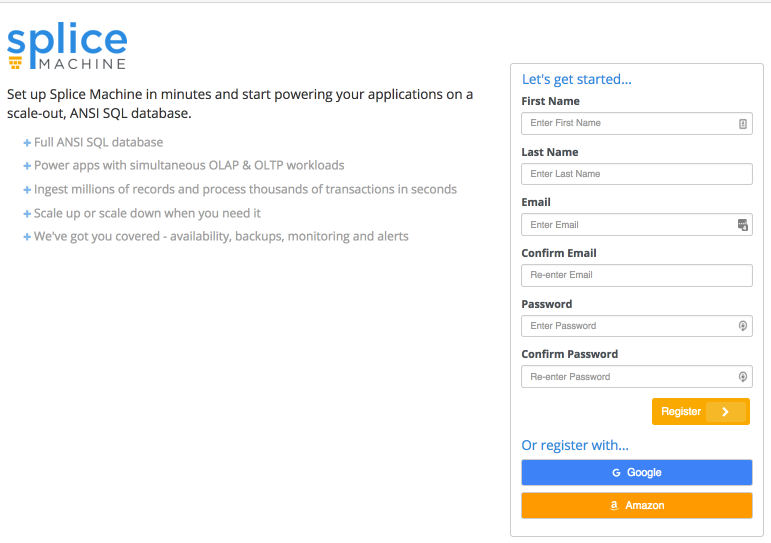 splice
MACHINE
Set up Splice Machine in minutes and start powering your applications on a
scale-out, ANSI SQL database.
+ Full ANSI SQL database
+ Power apps with simultaneous OLAP & OLTP workloads
+ Ingest millions of records and process thousands of transactions in seconds
+ Scale up or scale down when you need it
+ We've got you covered - availability, backups, monitoring and alerts
Let's get started...
First Name
Enter First Name
Last Name
Enter Last Name
Email
Enter Email
Confirm Email
Re-enter Email
Password
Enter Password
Confirm Password
Re-enter Password
Register
Or register with...
G Google
a Amazon